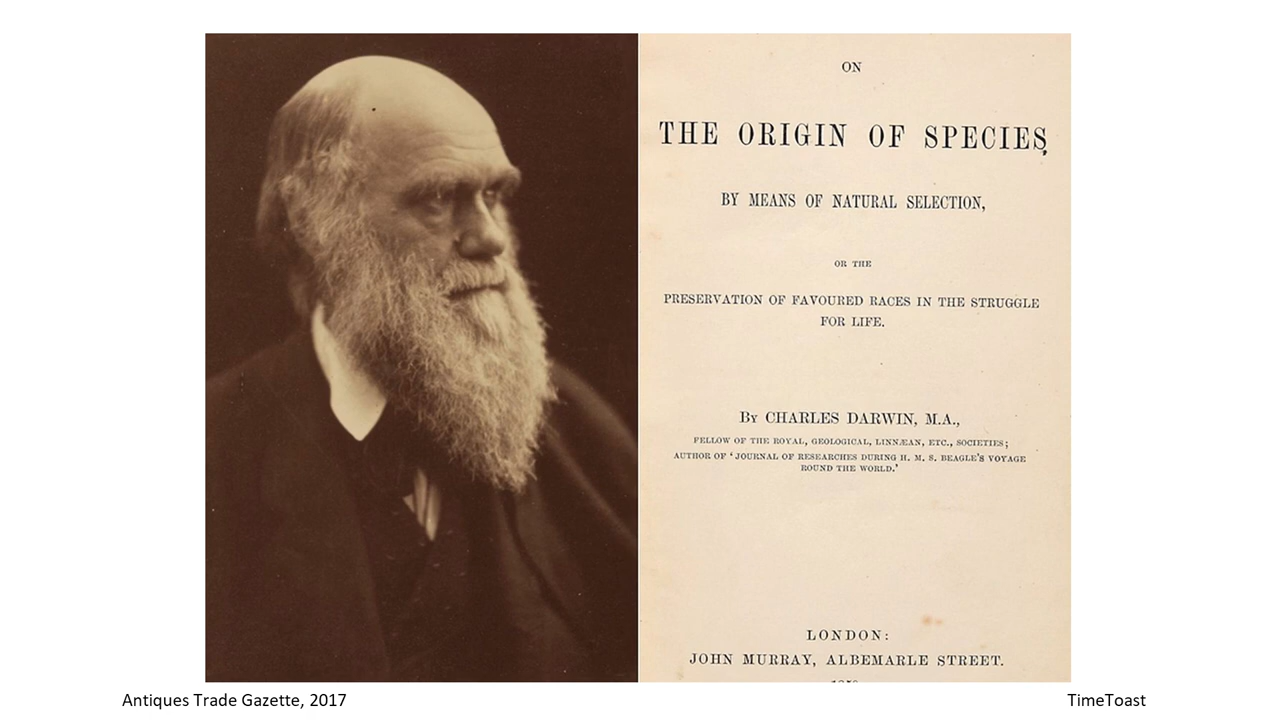 ON
THE ORIGIN OF SPECIES,
BY MEANS OF NATURAL SELECTION,
OR THE
PRESERVATION OF FAVOURED RACES IN THE STRUGGLE
FOR LIFE.
By CHARLES DARWIN, M.A.,
FELLOW OF THE ROYAL, GEOLOGICAL, LINNÆAN, ETC., SOCIETIES;
AUTHOR OF 'JOURNAL OF RESEARCHES DURING H. M. S. BEAGLE'S VOYAGE
ROUND THE WORLD.'
LONDON:
JOHN MURRAY, ALBEMARLE STREET.
Antiques Trade Gazette, 2017
TimeToast